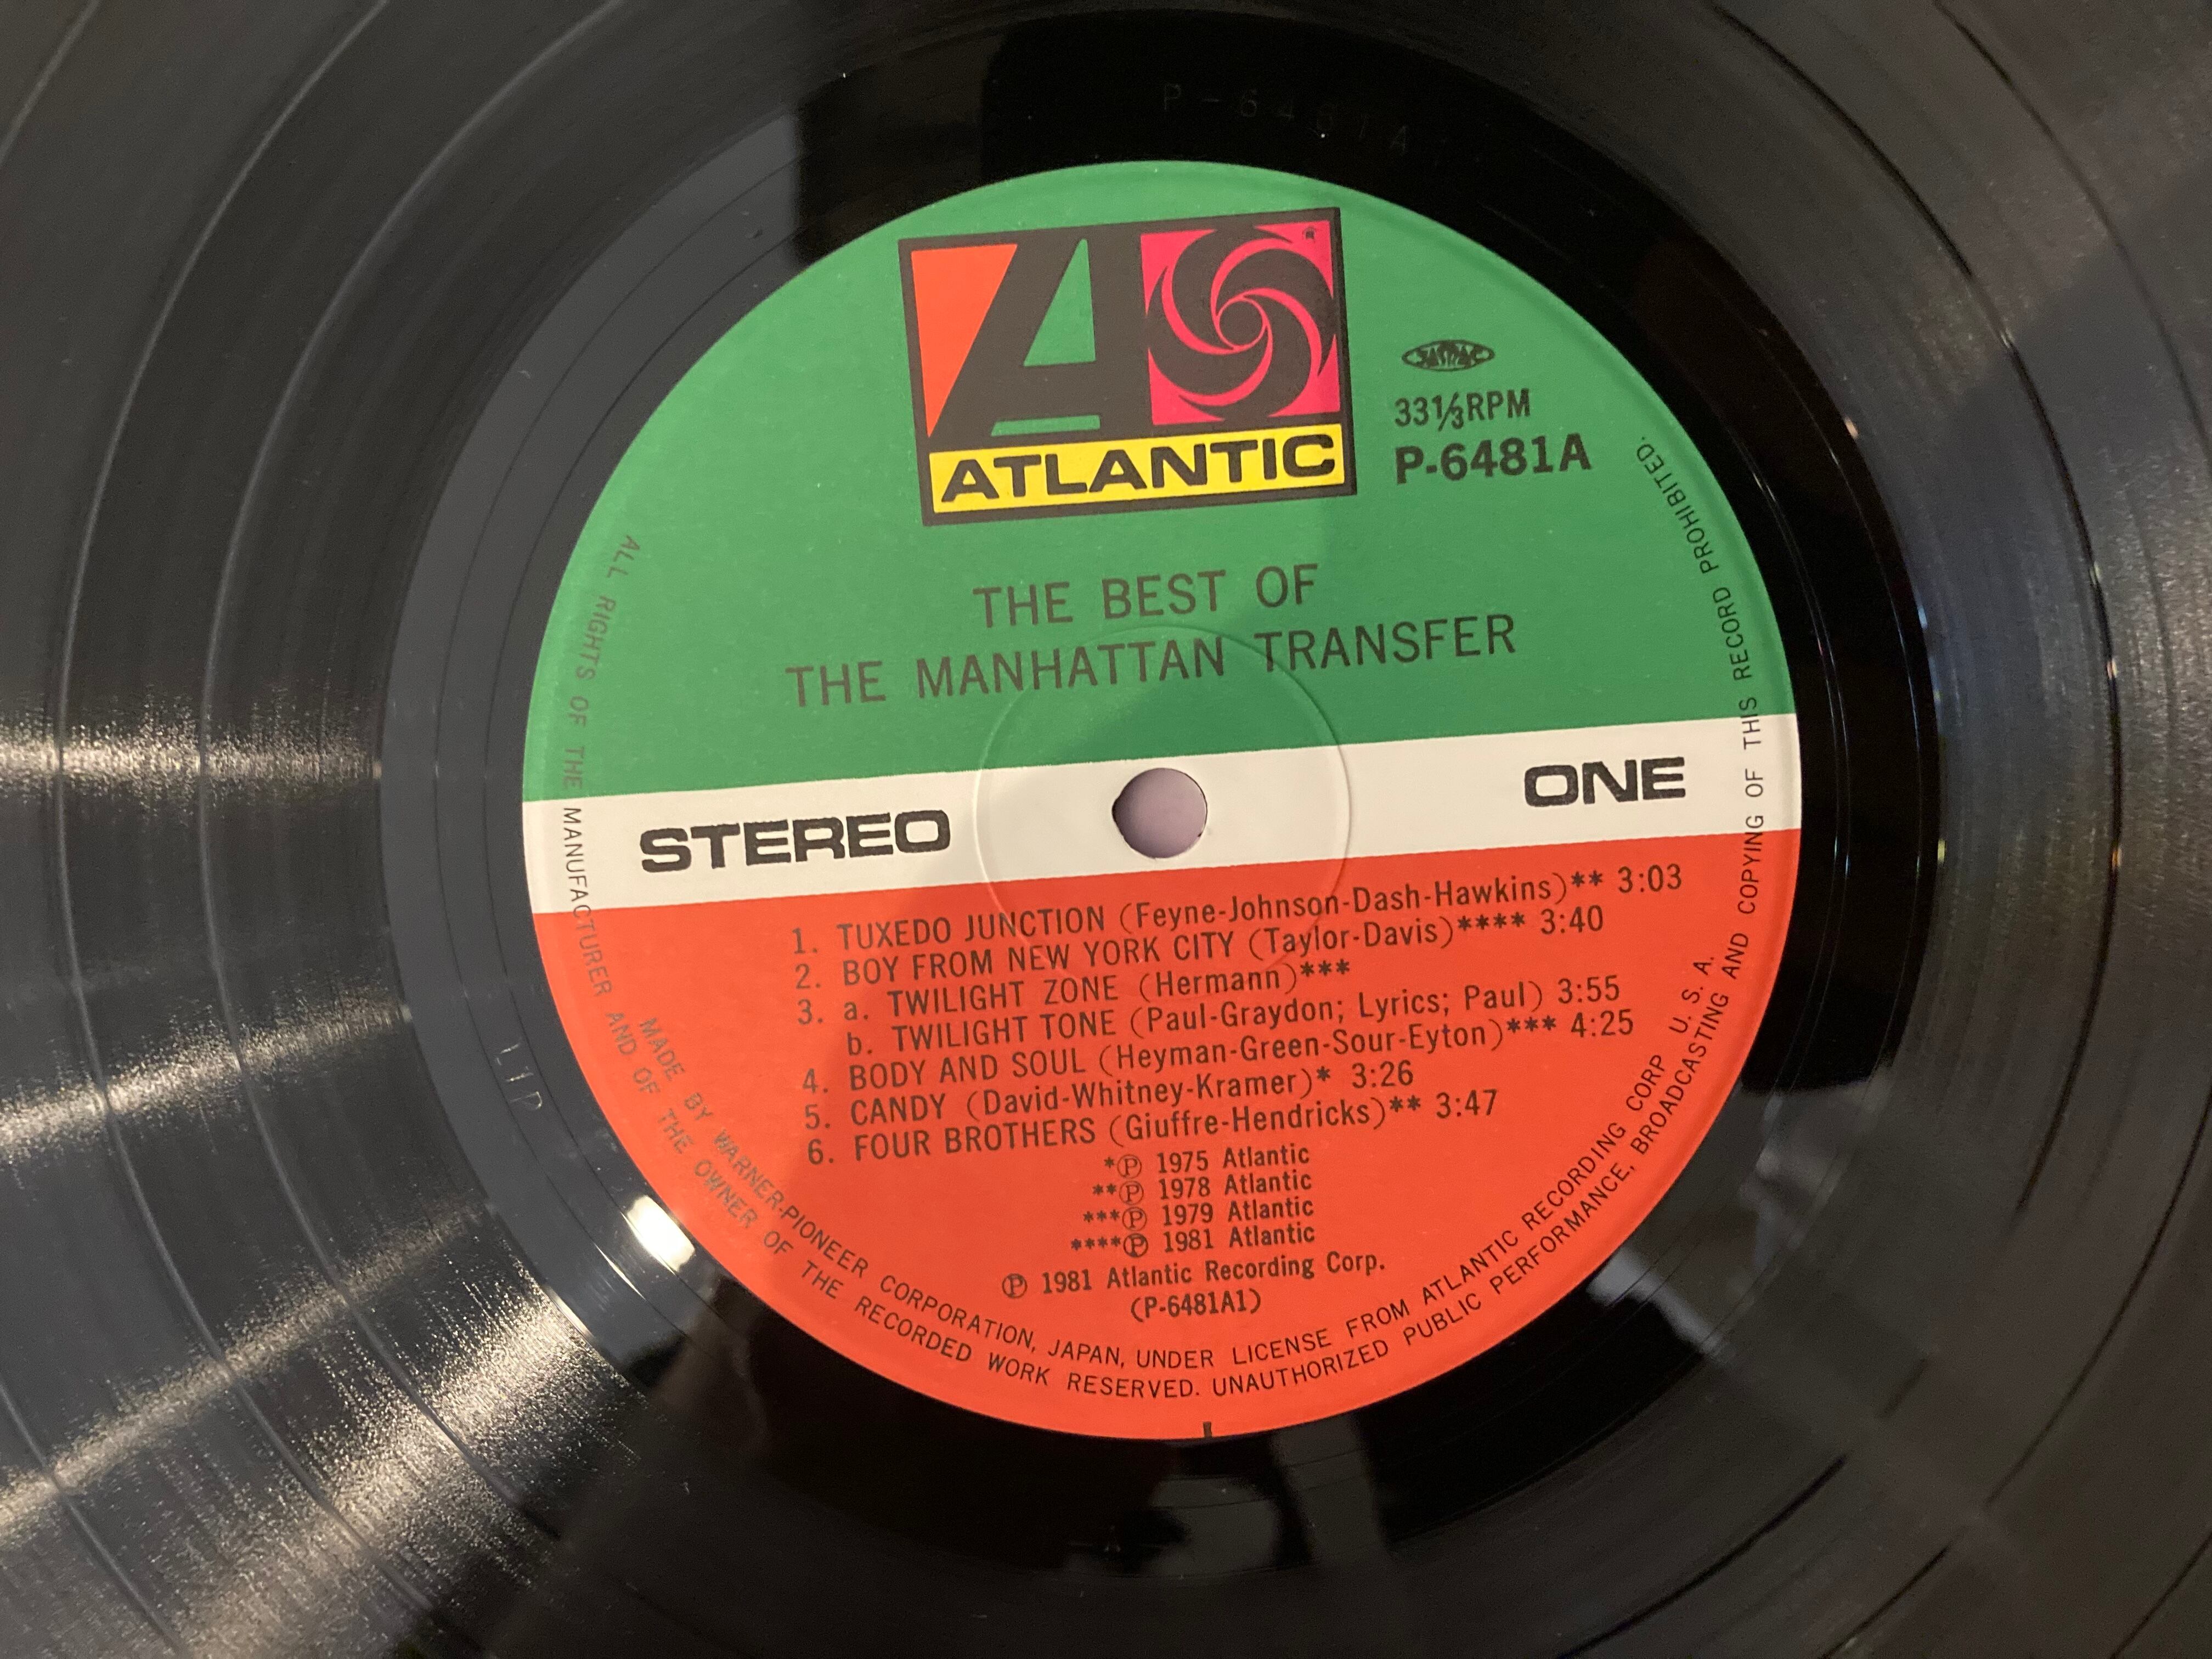 P-6481A
ATLANTIC
®
JASRAC
33⅓RPM
P-6481A
THE BEST OF
THE MANHATTAN TRANSFER
STEREO
ONE
1. TUXEDO JUNCTION (Feyne-Johnson-Dash-Hawkins)** 3:03
2. BOY FROM NEW YORK CITY (Taylor-Davis)**** 3:40
3. a. TWILIGHT ZONE (Hermann)***
b. TWILIGHT TONE (Paul-Graydon; Lyrics; Paul) 3:55
4. BODY AND SOUL (Heyman-Green-Sour-Eyton)*** 4:25
5. CANDY (David-Whitney-Kramer)* 3:26
6. FOUR BROTHERS (Giuffre-Hendricks)** 3:47
*Ⓟ 1975 Atlantic
**Ⓟ 1978 Atlantic
***Ⓟ 1979 Atlantic
****Ⓟ 1981 Atlantic
Ⓟ 1981 Atlantic Recording Corp.
(P-6481A1)
MADE BY WARNER-PIONEER CORPORATION, JAPAN, UNDER LICENSE FROM ATLANTIC RECORDING CORP U. S. A.
ALL RIGHTS OF THE MANUFACTURER AND OF THE OWNER OF THE RECORDED WORK RESERVED. UNAUTHORIZED PUBLIC PERFORMANCE, BROADCASTING AND COPYING OF THIS RECORD PROHIBITED.